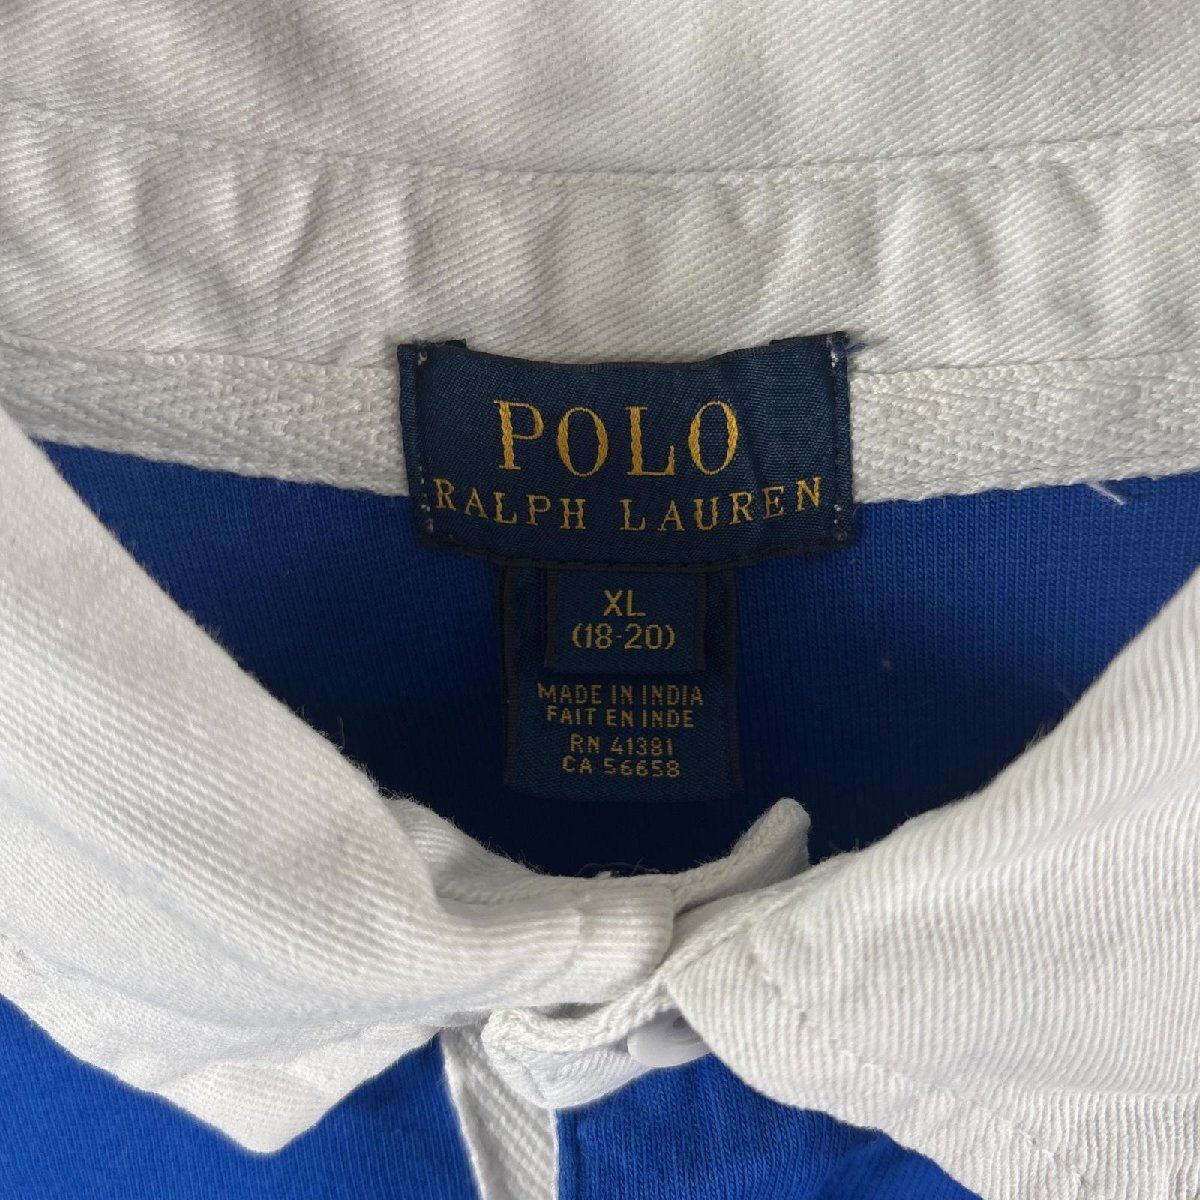 POLO
RALPH LAUREN
XL
(18-20)
MADE IN INDIA
FAIT EN INDE
RN 41381
CA 56658